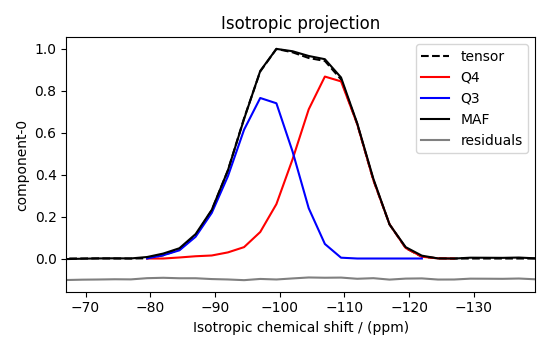 Isotropic projection
component-0
1.0
0.8
0.6
0.4
0.2
0.0
tensor
Q4
Q3
MAF
residuals
−70 −80 −90 −100 −110 −120 −130
Isotropic chemical shift / (ppm)